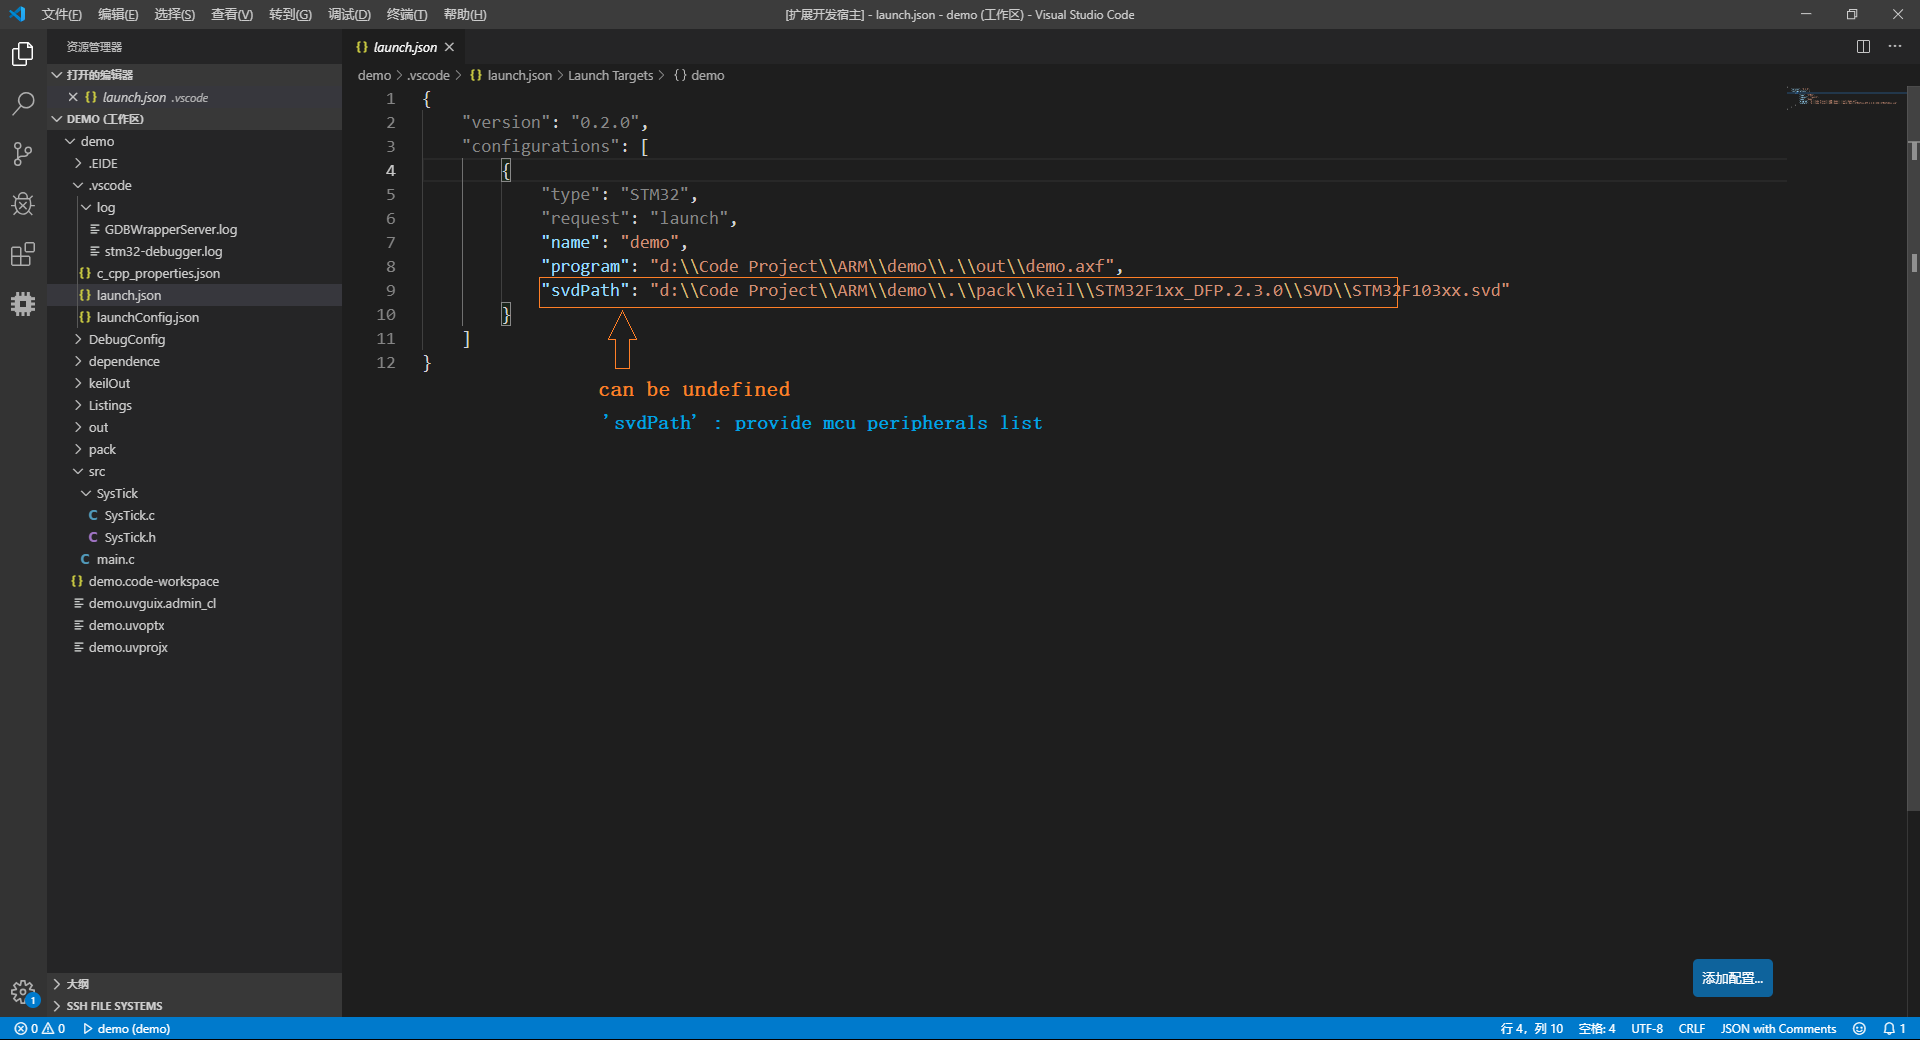 文件(F) 编辑(E) 选择(S) 查看(V) 转到(G) 调试(D) 终端(T) 帮助(H) [扩展开发宿主] - launch.json - demo (工作区) - Visual Studio Code
资源管理器
打开的编辑器
launch.json .vscode
DEMO (工作区)
demo
.EIDE
.vscode
log
GDBWrapperServer.log
stm32-debugger.log
c_cpp_properties.json
launch.json
launchConfig.json
DebugConfig
dependence
keilOut
Listings
out
pack
src
SysTick
C SysTick.c
C SysTick.h
C main.c
demo.code-workspace
demo.uvguix.admin_cl
demo.uvoptx
demo.uvprojx
大纲
SSH FILE SYSTEMS
1
{} launch.json
demo > .vscode > {} launch.json > Launch Targets > {} demo
1 {
2 "version": "0.2.0",
3 "configurations": [
4 {
5 "type": "STM32",
6 "request": "launch",
7 "name": "demo",
8 "program": "d:\\Code Project\\ARM\\demo\\.\\out\\demo.axf",
9 "svdPath": "d:\\Code Project\\ARM\\demo\\.\\pack\\Keil\\STM32F1xx_DFP.2.3.0\\SVD\\STM32F103xx.svd"
10 }
11 ]
12 }
can be undefined
'svdPath' : provide mcu peripherals list
添加配置...
0 0 demo (demo) 行 4，列 10 空格: 4 UTF-8 CRLF JSON with Comments 1